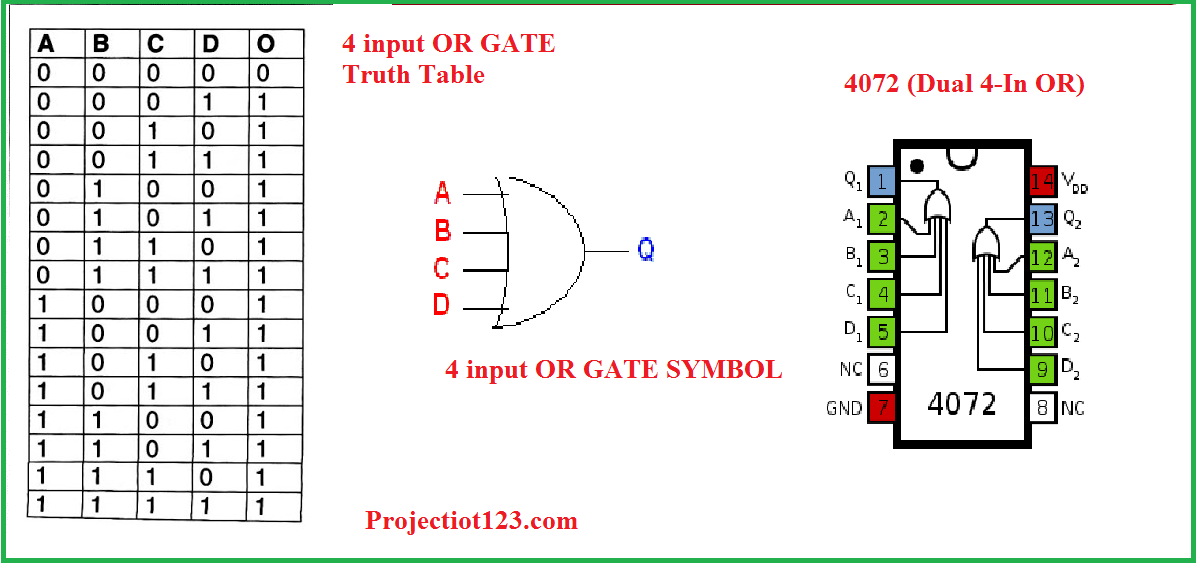 A B C D O
0 0 0 0 0
0 0 0 1 1
0 0 1 0 1
0 0 1 1 1
0 1 0 0 1
0 1 0 1 1
0 1 1 0 1
0 1 1 1 1
1 0 0 0 1
1 0 0 1 1
1 0 1 0 1
1 0 1 1 1
1 1 0 0 1
1 1 0 1 1
1 1 1 0 1
1 1 1 1 1
4 input OR GATE
Truth Table
A
B
C
D
Q
4 input OR GATE SYMBOL
Projectiot123.com
4072 (Dual 4-In OR)
Q1 1 14 VDD
A1 2 13 Q2
B1 3 12 A2
C1 4 11 B2
D1 5 10 C2
NC 6 9 D2
GND 7 4072 8 NC